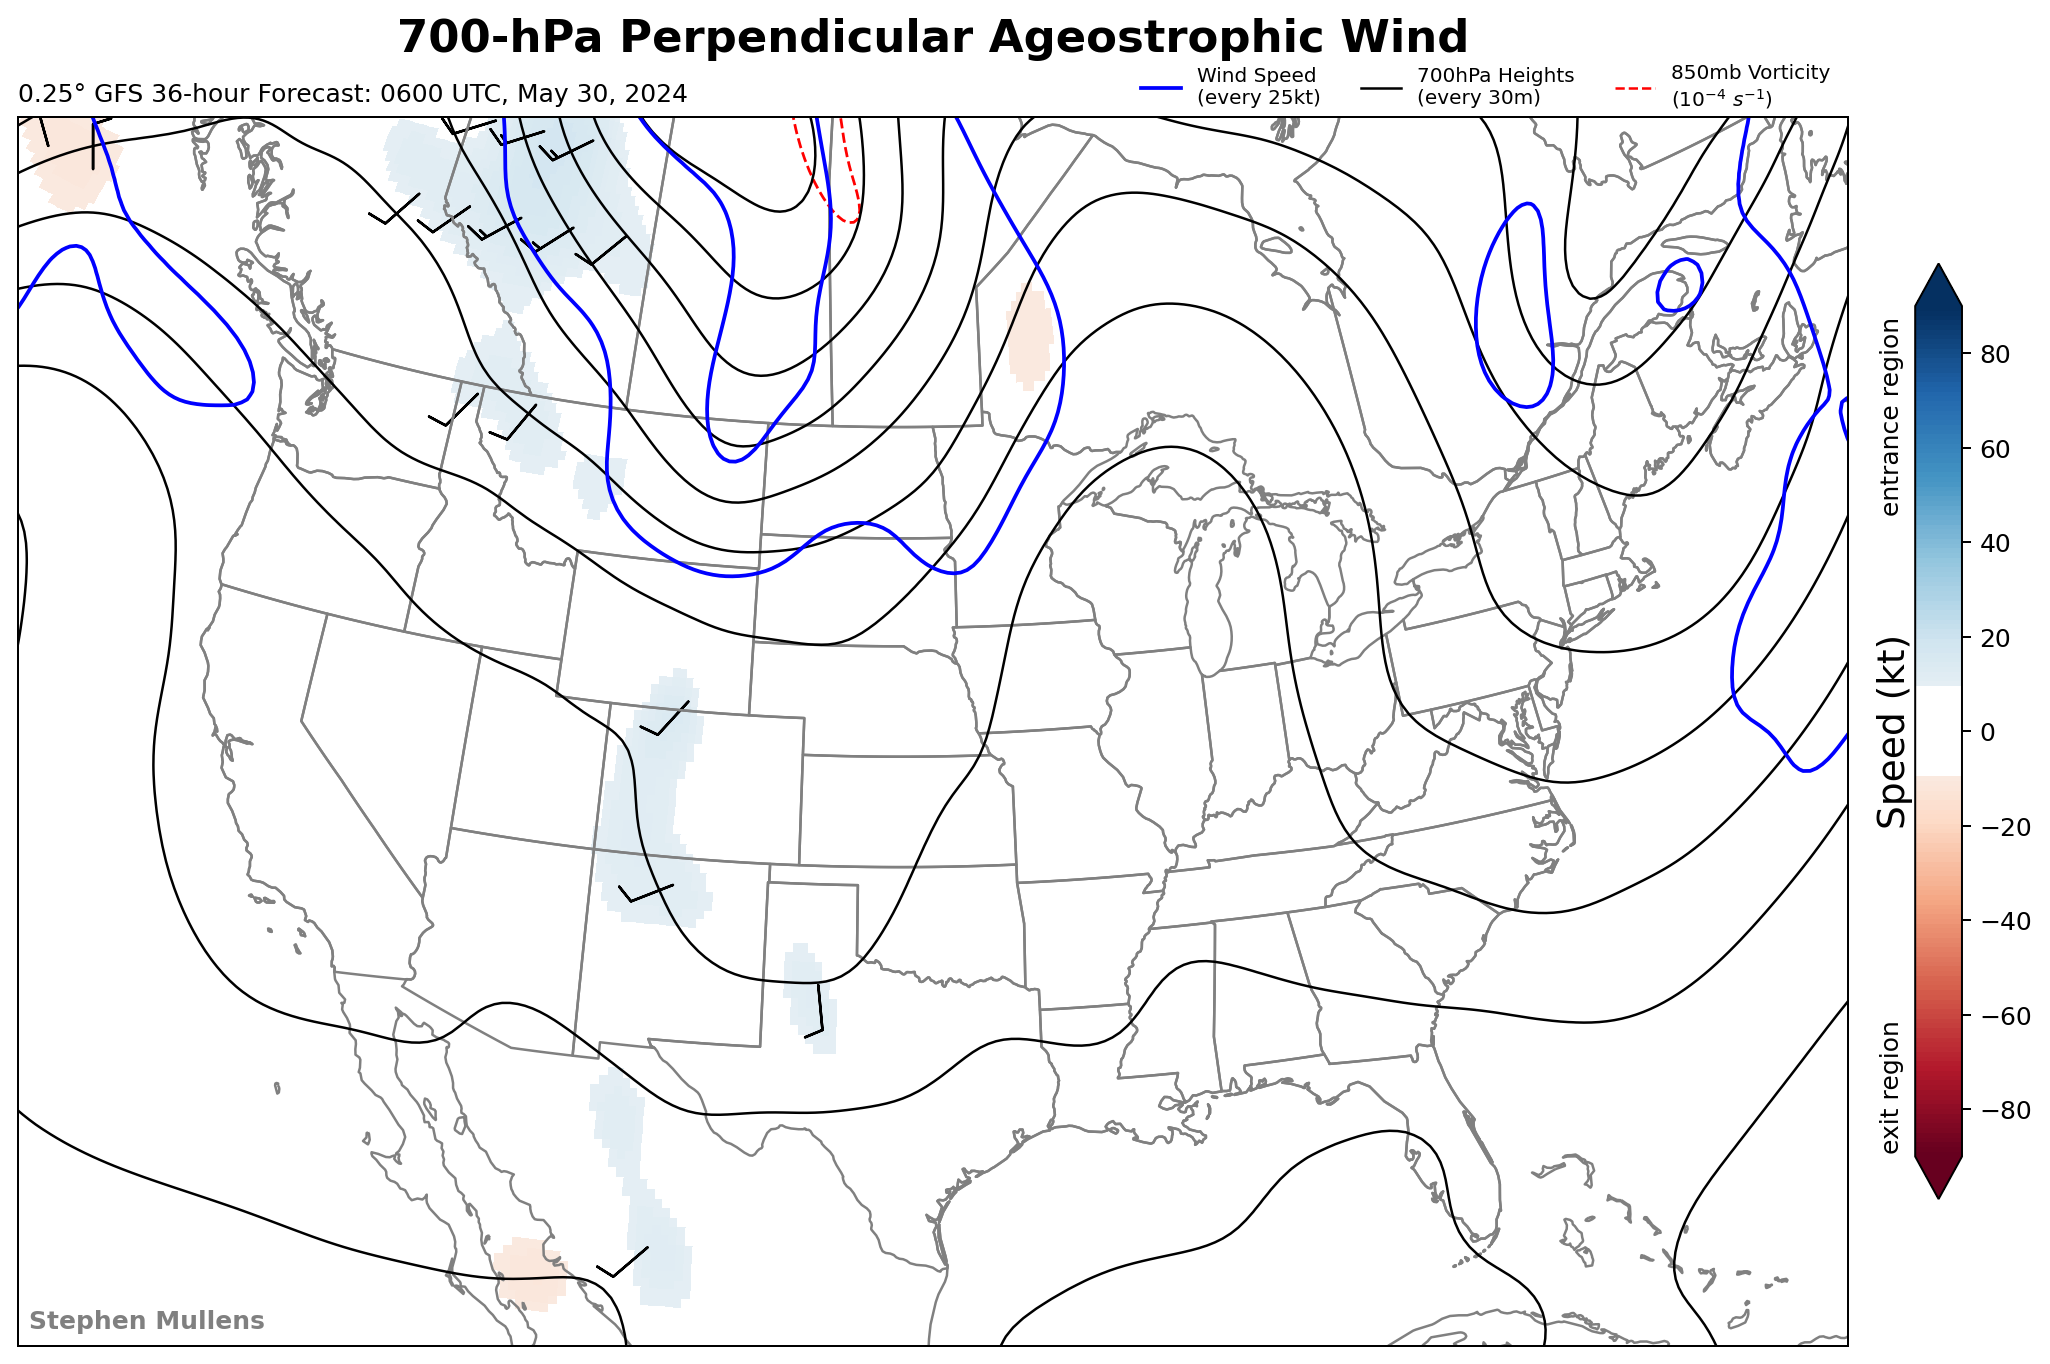 700-hPa Perpendicular Ageostrophic Wind
0.25° GFS 36-hour Forecast: 0600 UTC, May 30, 2024
Wind Speed
(every 25kt)
700hPa Heights
(every 30m)
850mb Vorticity
(10⁻⁴ s⁻¹)
entrance region
Speed (kt)
exit region
80
60
40
20
0
−20
−40
−60
−80
Stephen Mullens